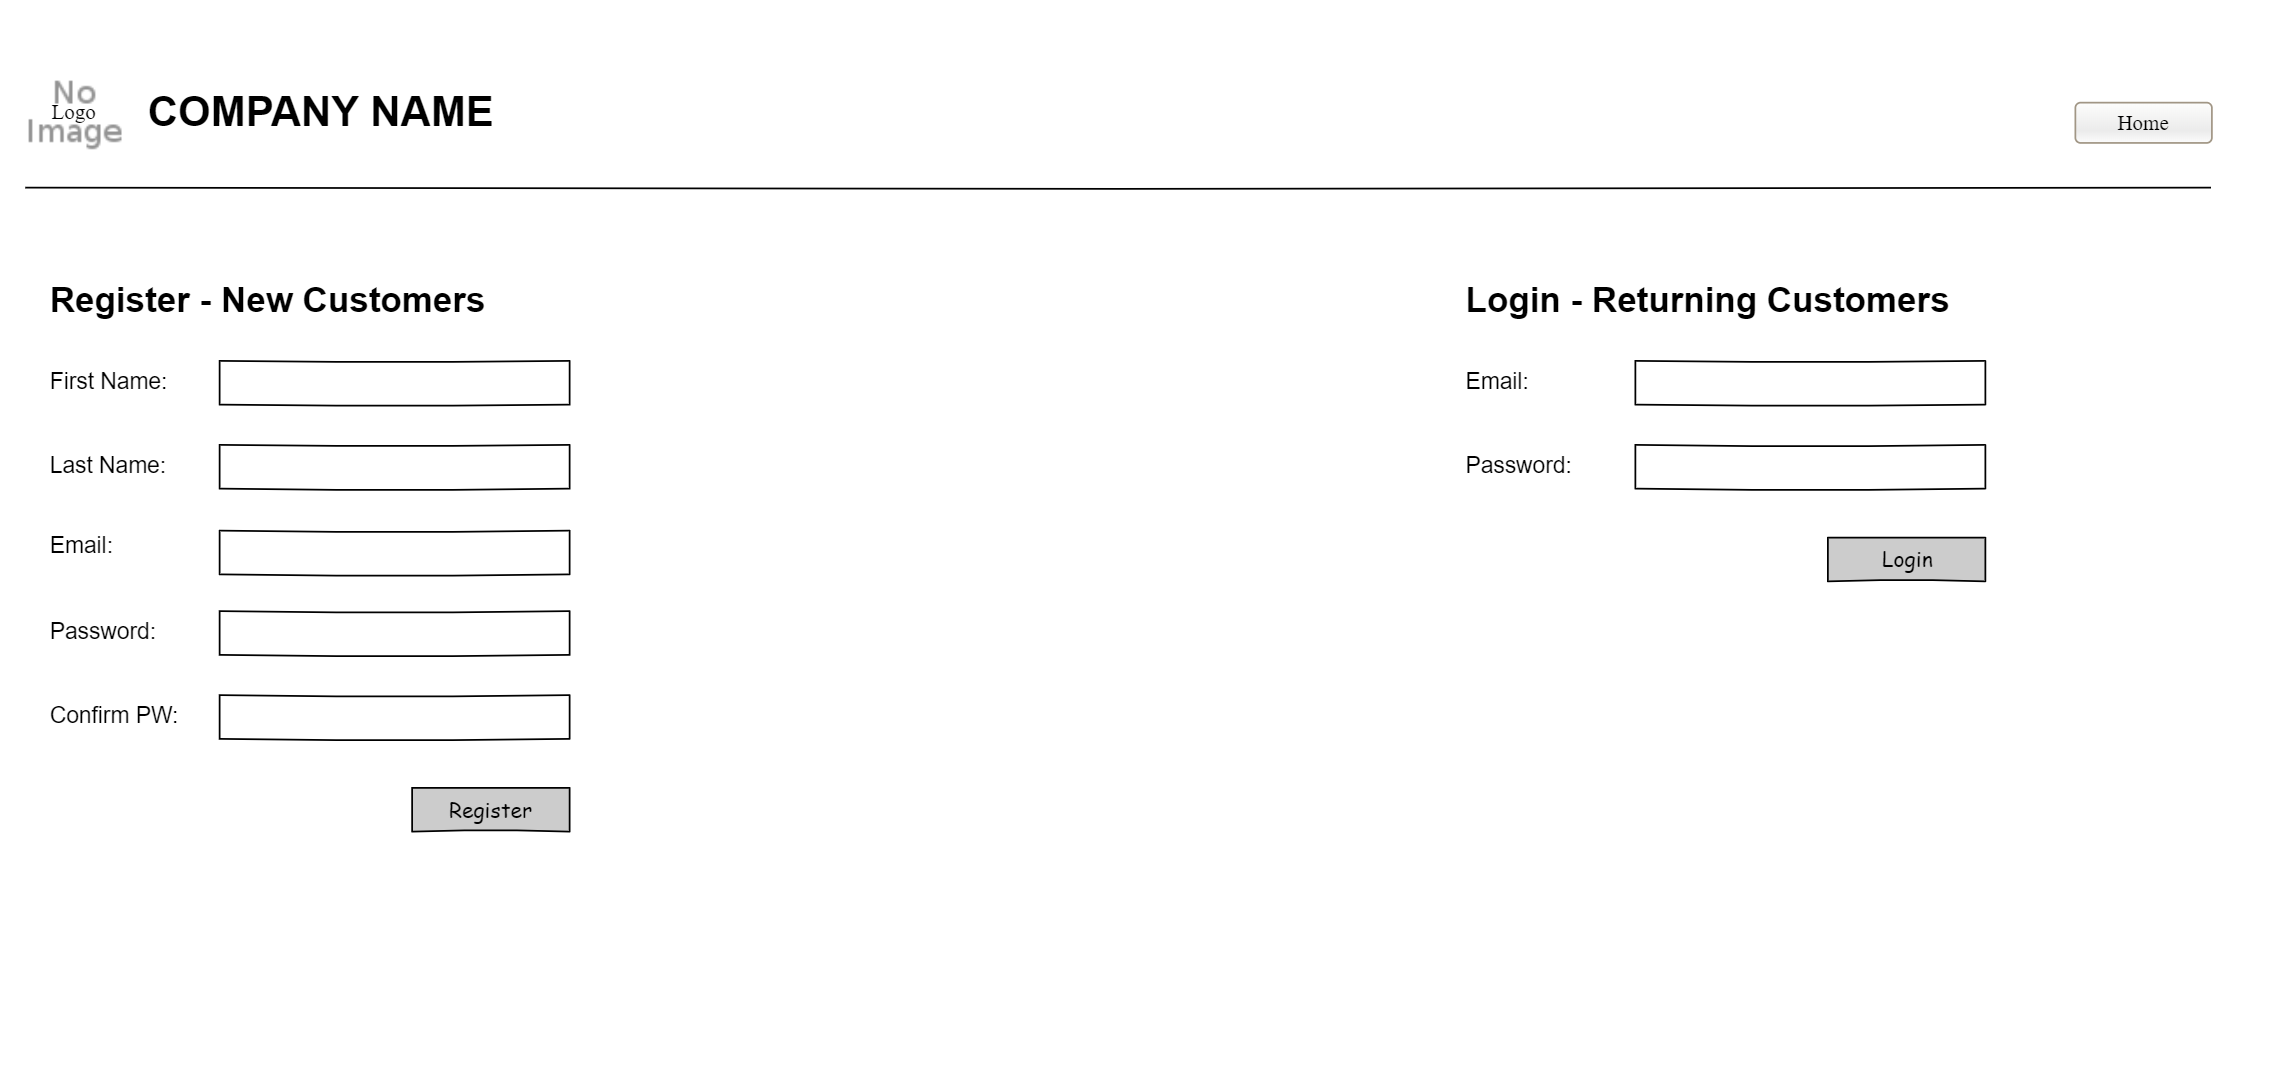 No
Logo
Image
COMPANY NAME
Home
Register - New Customers
First Name:
Last Name:
Email:
Password:
Confirm PW:
Register
Login - Returning Customers
Email:
Password:
Login